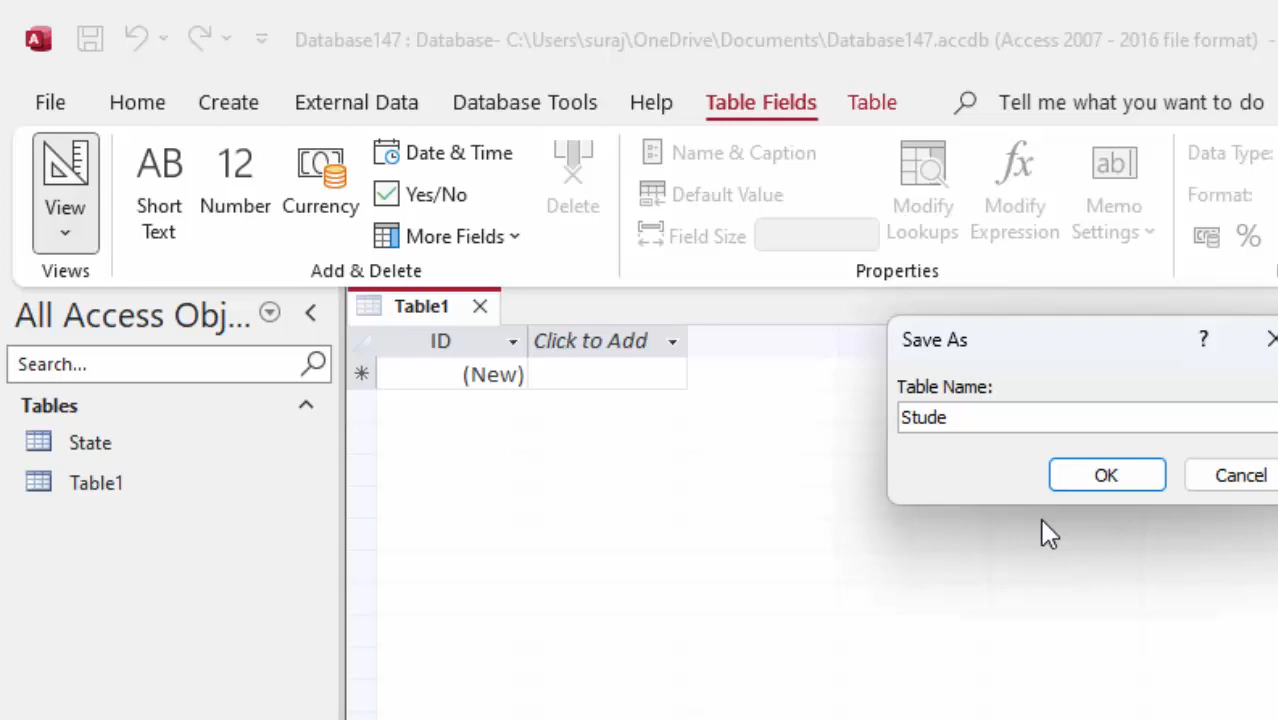 Database147 : Database- C:\Users\suraj\OneDrive\Documents\Database147.accdb (Access 2007 - 2016 file format) -
File Home Create External Data Database Tools Help Table Fields Table Tell me what you want to do
View
Views
AB
Short
Text
12
Number
Currency
Date & Time
Yes/No
More Fields
Delete
Add & Delete
Name & Caption
Default Value
Field Size
Modify
Lookups
fx
Modify
Expression
ab|
Memo
Settings
Properties
Data Type:
Format:
%
All Access Obj...
Search...
Tables
State
Table1
Table1
ID Click to Add
* (New)
Save As ?
Table Name:
Stude
OK Cancel